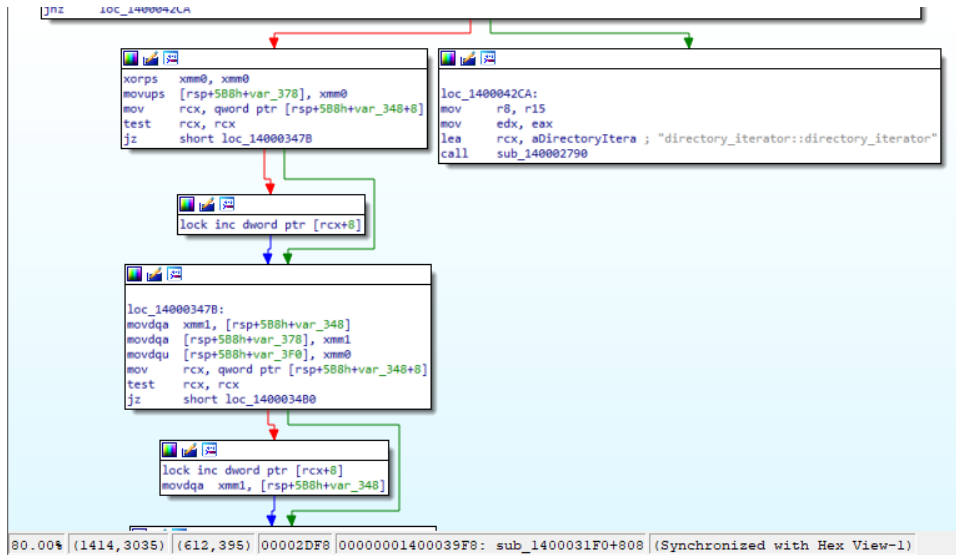 jnz     loc_1400042CA
xorps   xmm0, xmm0
movups  [rsp+5B8h+var_378], xmm0
mov     rcx, qword ptr [rsp+5B8h+var_348+8]
test    rcx, rcx
jz      short loc_14000347B
loc_1400042CA:
mov     r8, r15
mov     edx, eax
lea     rcx, aDirectoryItera ; "directory_iterator::directory_iterator"
call    sub_140002790
lock inc dword ptr [rcx+8]
loc_14000347B:
movdqa  xmm1, [rsp+5B8h+var_348]
movdqa  [rsp+5B8h+var_378], xmm1
movdqu  [rsp+5B8h+var_3F0], xmm0
mov     rcx, qword ptr [rsp+5B8h+var_348+8]
test    rcx, rcx
jz      short loc_1400034B0
lock inc dword ptr [rcx+8]
movdqa  xmm1, [rsp+5B8h+var_348]
80.00% (1414,3035) (612,395) 00002DF8 00000001400039F8: sub_1400031F0+808 (Synchronized with Hex View-1)